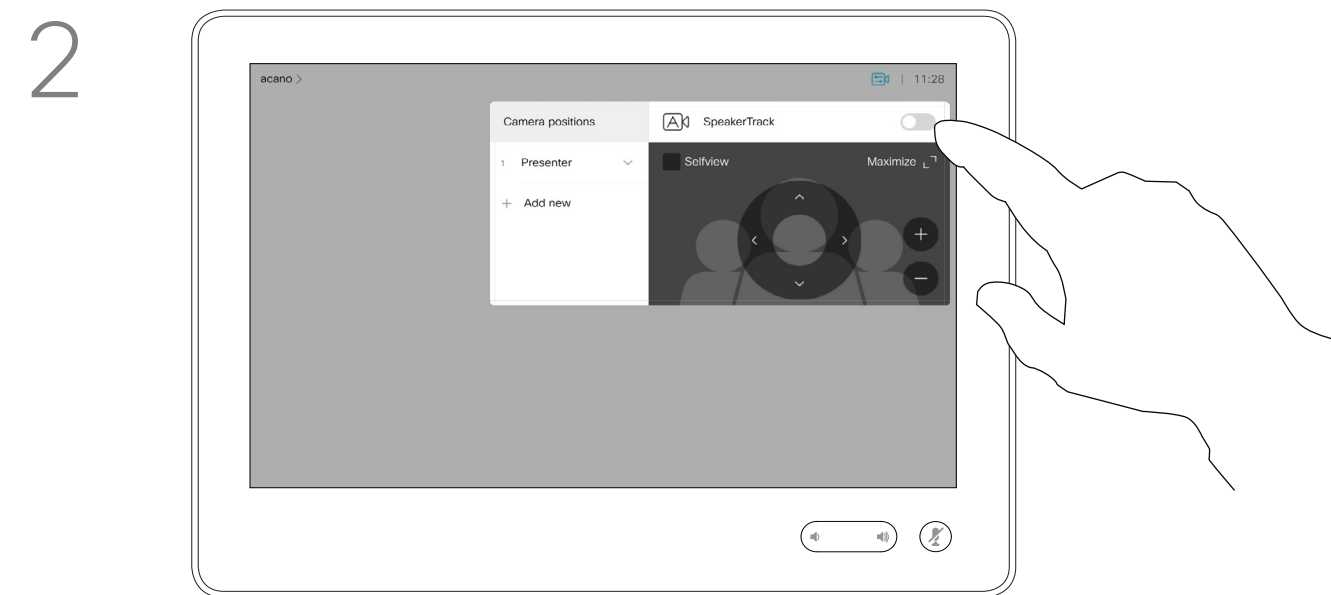 2
acano >
11:28
Camera positions
A SpeakerTrack
1 Presenter
Selfview
Maximize
+ Add new
+
−